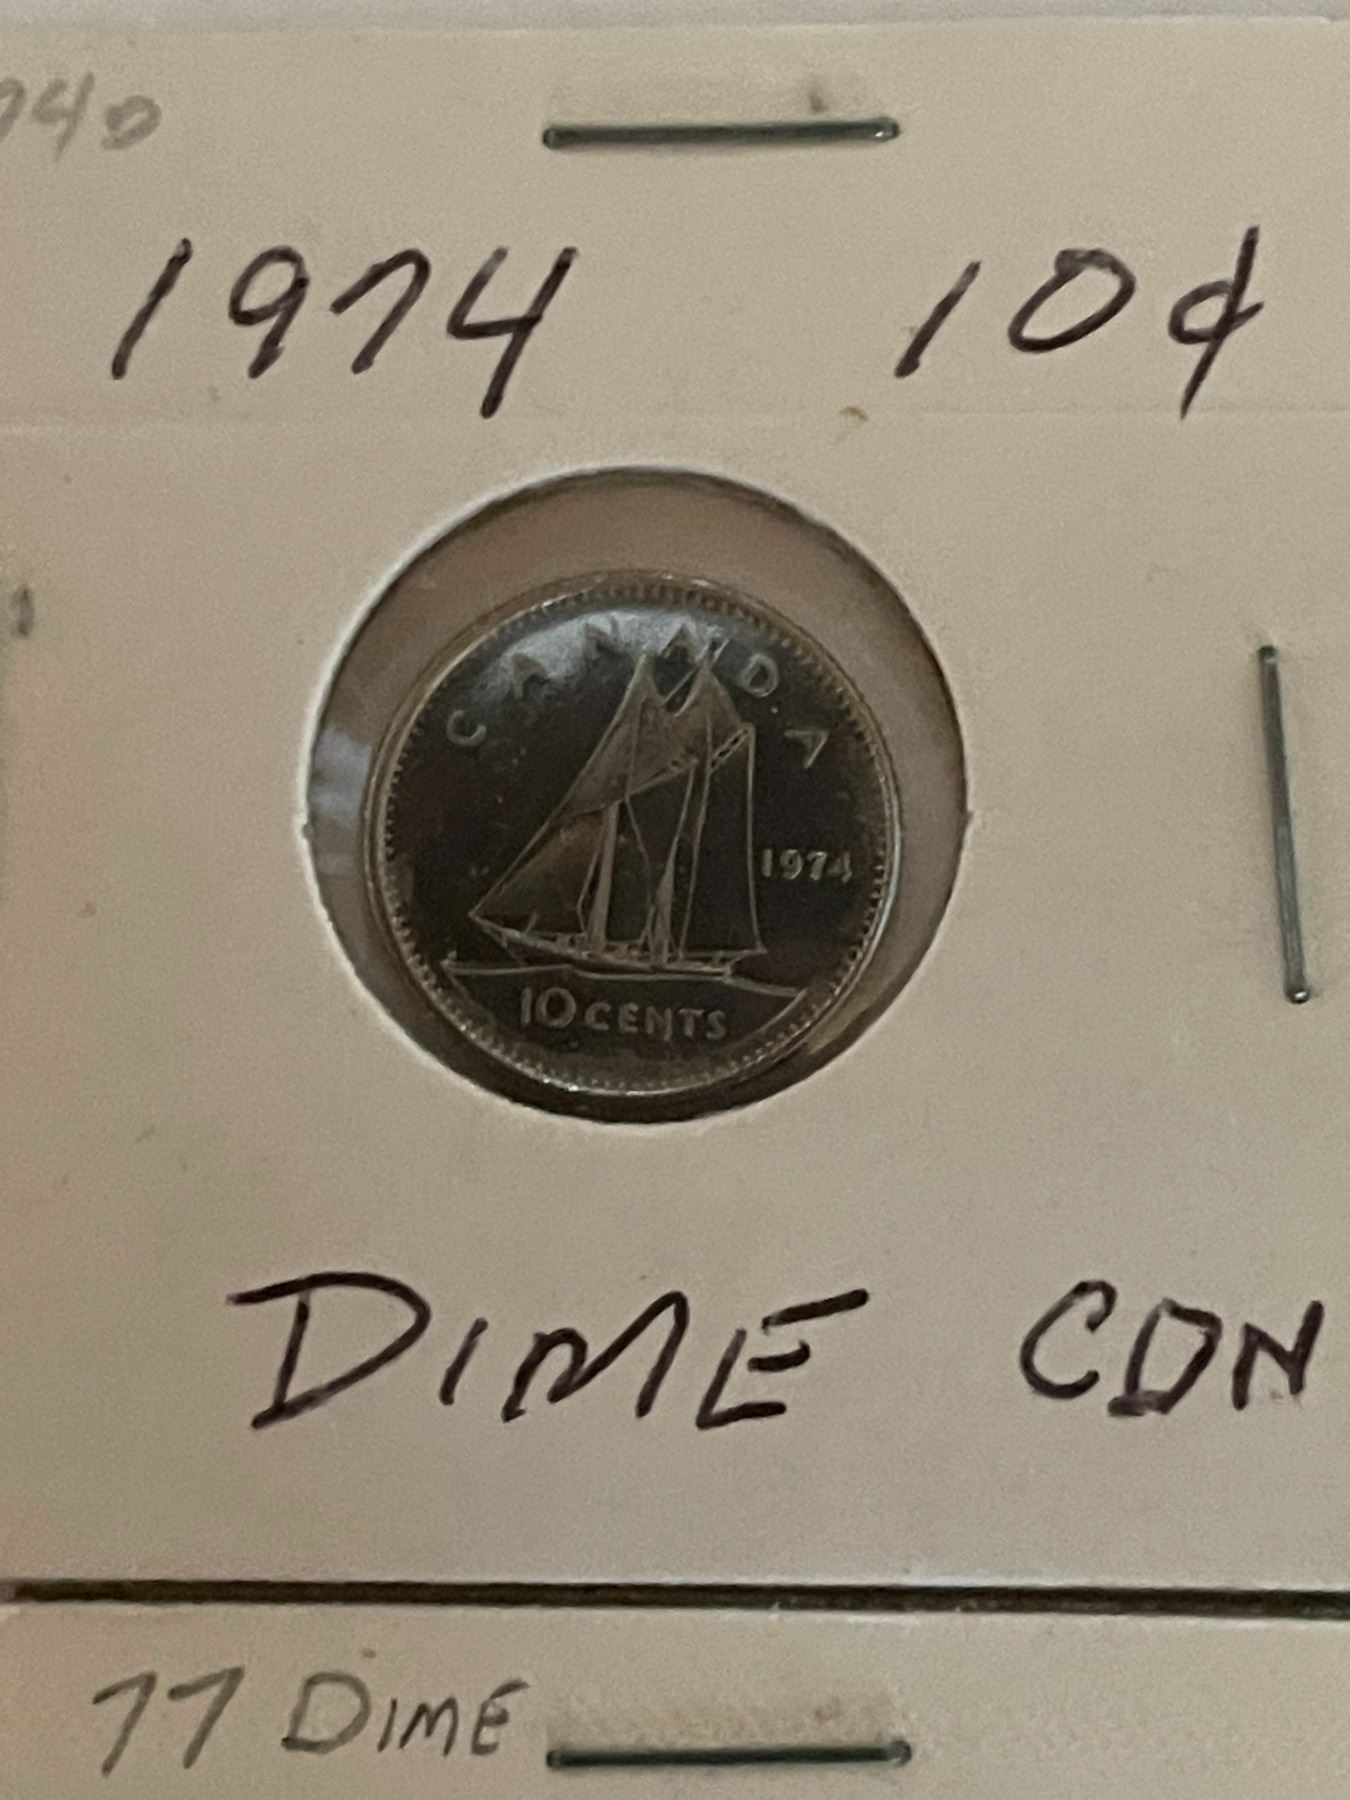 1974 10¢
CANADA
1974
10 CENTS
DIME CDN
77 DIME